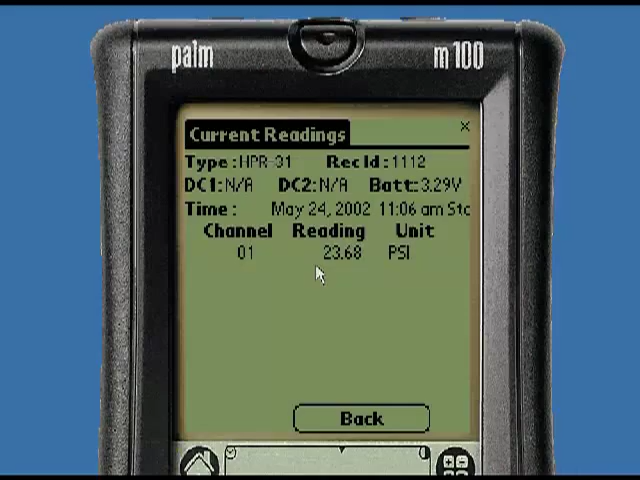 palm m100
Current Readings ×
Type: HPR-31 Rec Id: 1112
DC1: N/A DC2: N/A Batt: 3.29V
Time: May 24, 2002 11:06 am Stc
Channel Reading Unit
01 23.68 PSI
Back